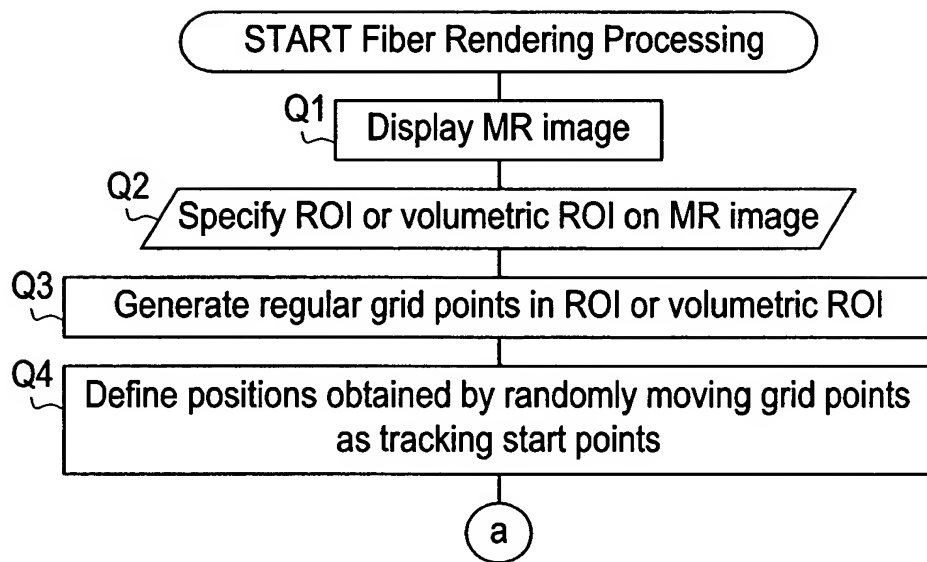 START Fiber Rendering Processing
Q1
Display MR image
Q2
Specify ROI or volumetric ROI on MR image
Q3
Generate regular grid points in ROI or volumetric ROI
Q4
Define positions obtained by randomly moving grid points
as tracking start points
a